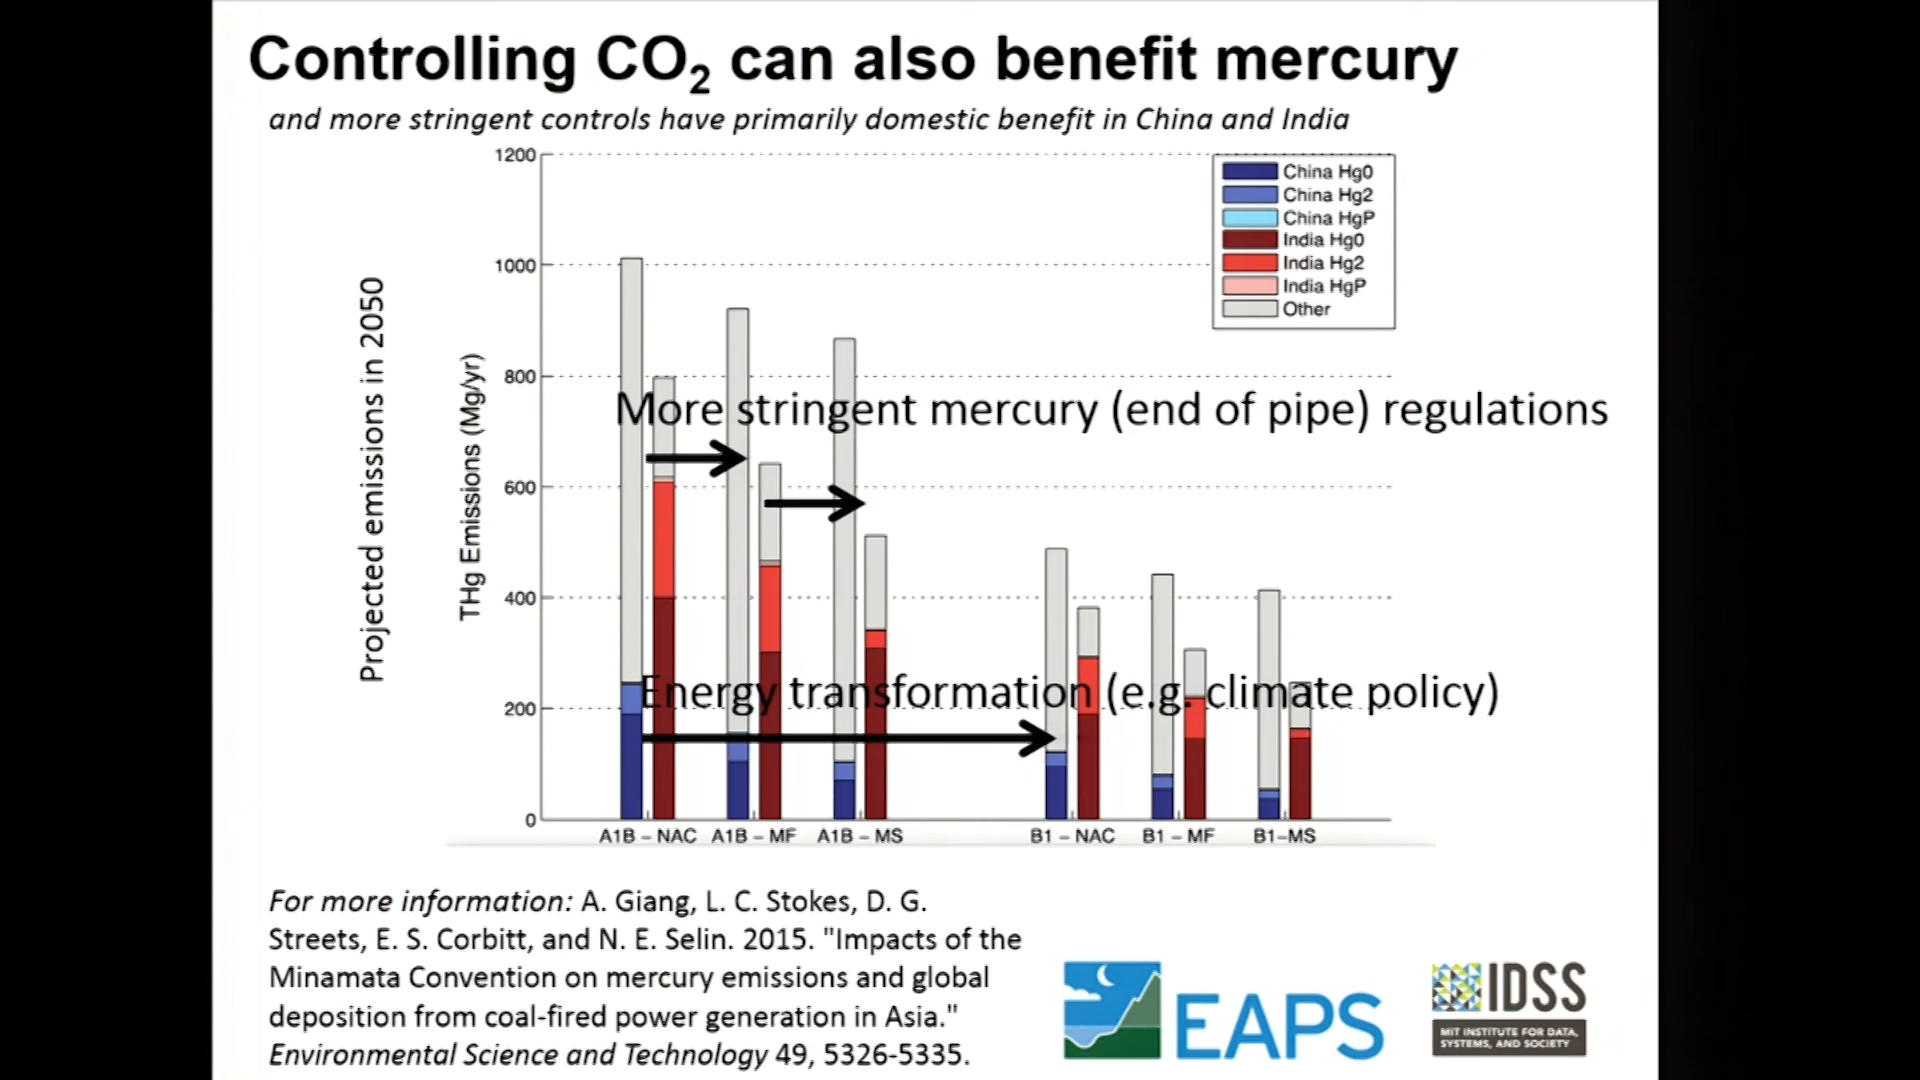 Controlling CO₂ can also benefit mercury
and more stringent controls have primarily domestic benefit in China and India
Projected emissions in 2050
THg Emissions (Mg/yr)
1200
1000
800
600
400
200
0
China Hg0
China Hg2
China HgP
India Hg0
India Hg2
India HgP
Other
More stringent mercury (end of pipe) regulations
Energy transformation (e.g. climate policy)
A1B – NAC
A1B – MF
A1B – MS
B1 – NAC
B1 – MF
B1–MS
For more information: A. Giang, L. C. Stokes, D. G.
Streets, E. S. Corbitt, and N. E. Selin. 2015. "Impacts of the
Minamata Convention on mercury emissions and global
deposition from coal-fired power generation in Asia."
Environmental Science and Technology 49, 5326-5335.
EAPS
IDSS
MIT INSTITUTE FOR DATA,
SYSTEMS, AND SOCIETY